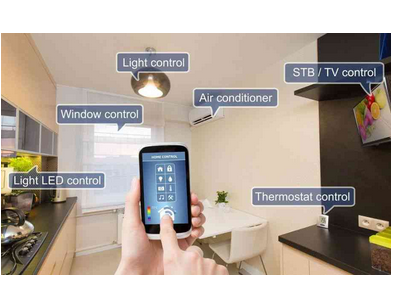 Light control
STB / TV control
Air conditioner
Window control
HOME CONTROL
Light LED control
Thermostat control